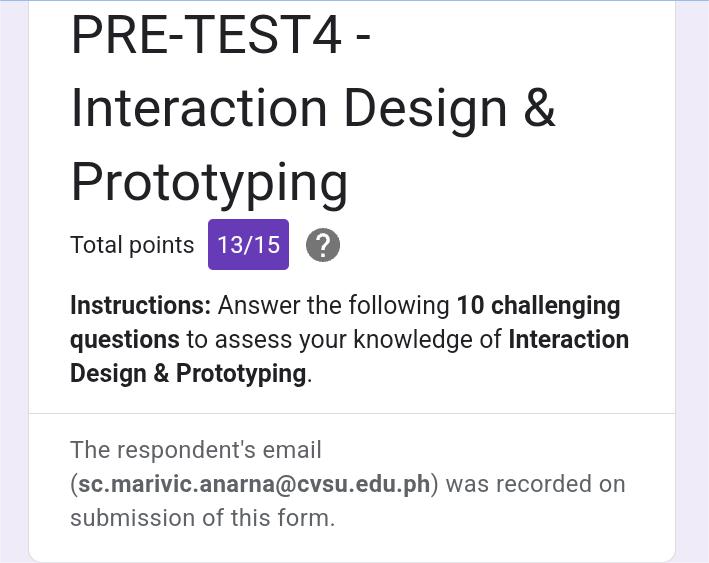 PRE-TEST4 -
Interaction Design &
Prototyping
Total points 13/15 ?
Instructions: Answer the following 10 challenging
questions to assess your knowledge of Interaction
Design & Prototyping.
The respondent's email
(sc.marivic.anarna@cvsu.edu.ph) was recorded on
submission of this form.